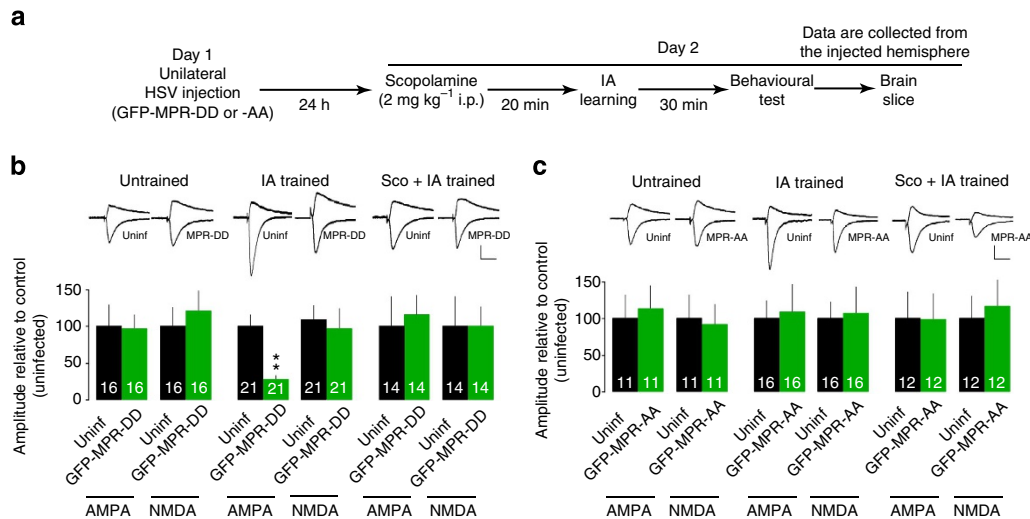 a
Day 1
Unilateral
HSV injection
(GFP-MPR-DD or -AA)
24 h
Day 2
Data are collected from
the injected hemisphere
Scopolamine
(2 mg kg⁻¹ i.p.)
20 min
IA
learning
30 min
Behavioural
test
Brain
slice
b
Untrained
IA trained
Sco + IA trained
Uninf
MPR-DD
Uninf
MPR-DD
Uninf
MPR-DD
Amplitude relative to control
(uninfected)
150
100
50
0
**
16
16
16
16
21
21
21
21
14
14
14
14
Uninf
GFP-MPR-DD
Uninf
GFP-MPR-DD
Uninf
GFP-MPR-DD
Uninf
GFP-MPR-DD
Uninf
GFP-MPR-DD
Uninf
GFP-MPR-DD
AMPA
NMDA
AMPA
NMDA
AMPA
NMDA
c
Untrained
IA trained
Sco + IA trained
Uninf
MPR-AA
Uninf
MPR-AA
Uninf
MPR-AA
Amplitude relative to control
(uninfected)
150
100
50
0
11
11
11
11
16
16
16
16
12
12
12
12
Uninf
GFP-MPR-AA
Uninf
GFP-MPR-AA
Uninf
GFP-MPR-AA
Uninf
GFP-MPR-AA
Uninf
GFP-MPR-AA
Uninf
GFP-MPR-AA
AMPA
NMDA
AMPA
NMDA
AMPA
NMDA